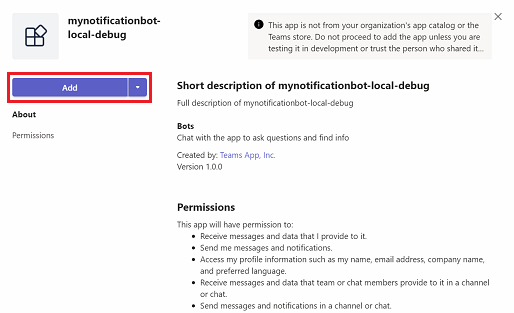 mynotificationbot-
local-debug
This app is not from your organization's app catalog or the
Teams store. Do not proceed to add the app unless you are
testing it in development or trust the person who shared it...
Add
About
Permissions
Short description of mynotificationbot-local-debug
Full description of mynotificationbot-local-debug
Bots
Chat with the app to ask questions and find info
Created by: Teams App, Inc.
Version 1.0.0
Permissions
This app will have permission to:
• Receive messages and data that I provide to it.
• Send me messages and notifications.
• Access my profile information such as my name, email address, company name,
and preferred language.
• Receive messages and data that team or chat members provide to it in a channel
or chat.
• Send messages and notifications in a channel or chat.